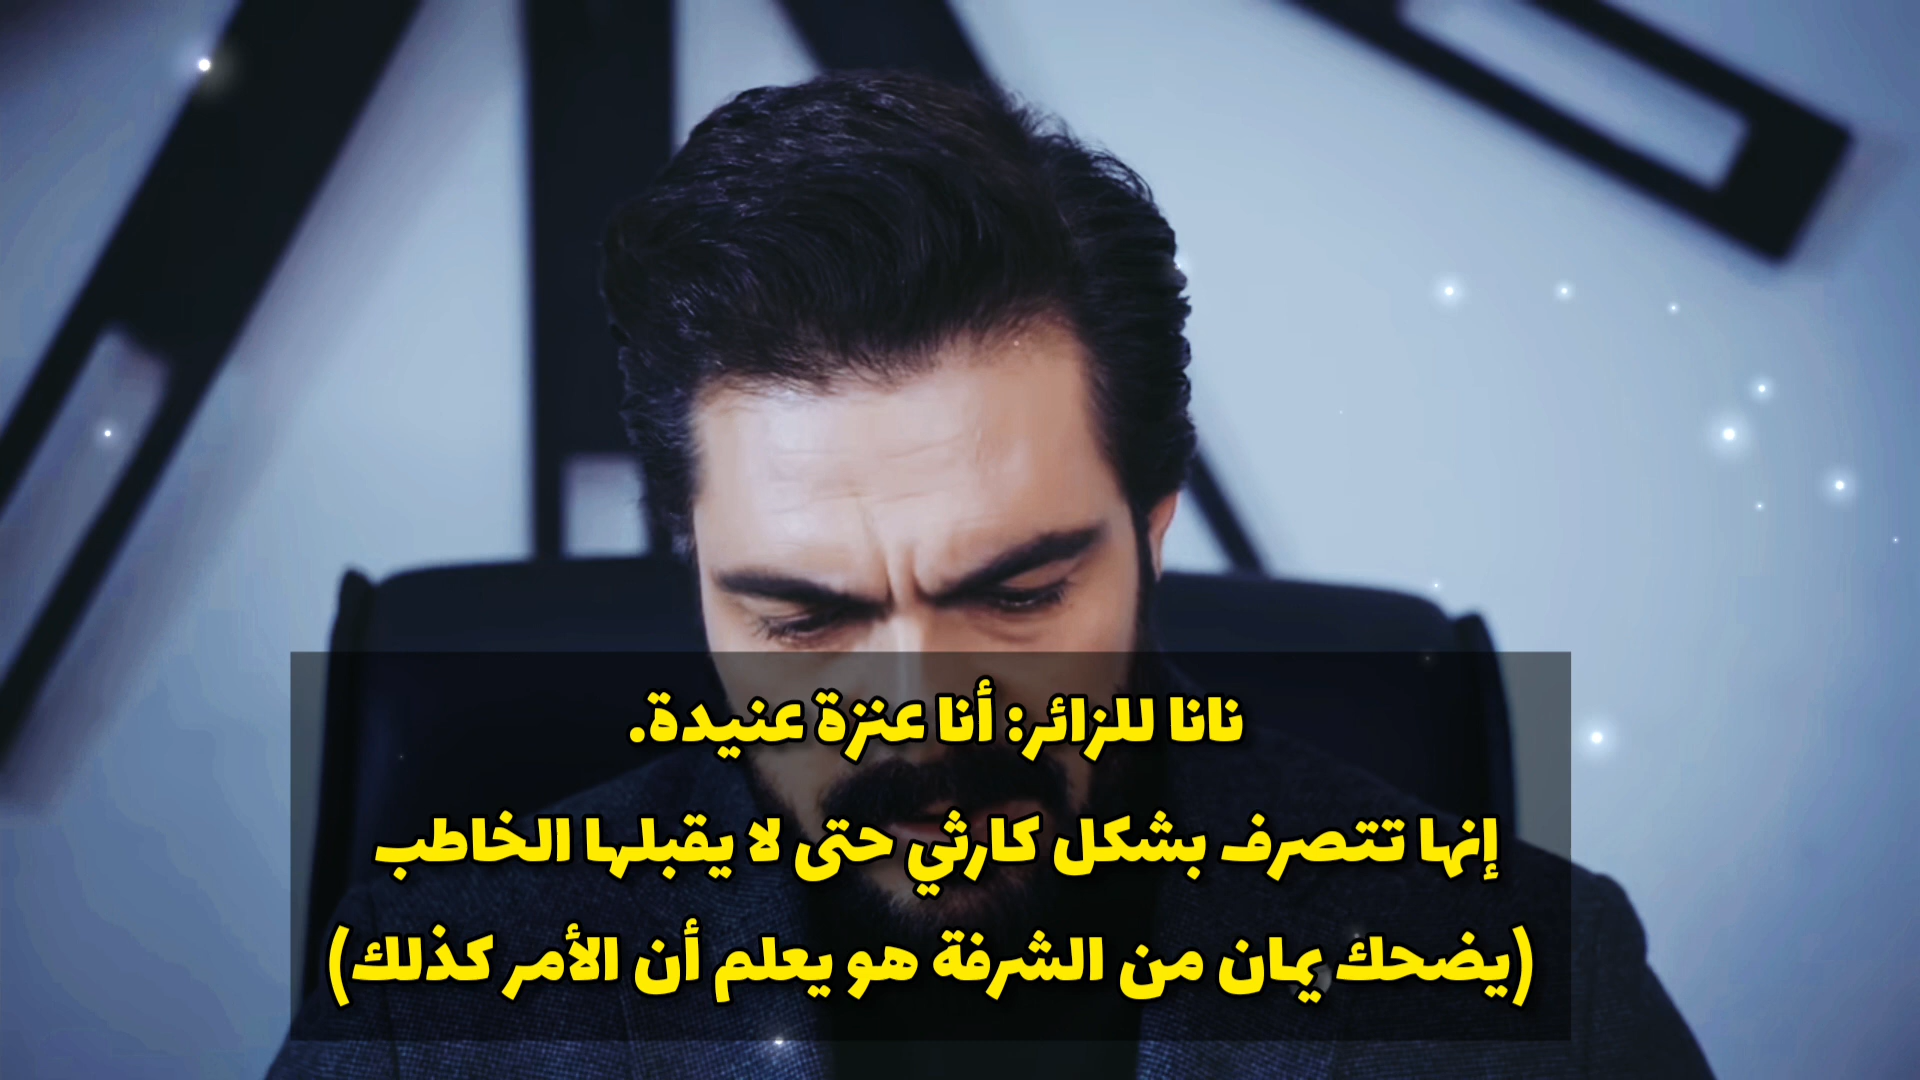 نانا للزائر: أنا عنزة عنيدة.
إنها تتصرف بشكل كارثي حتى لا يقبلها الخاطب
(يضحك يمان من الشرفة هو يعلم أن الأمر كذلك)